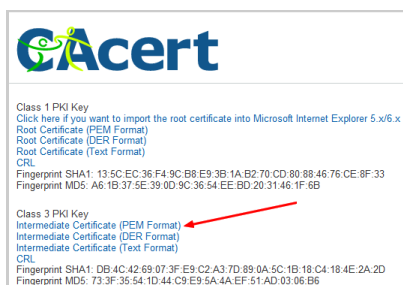 CAcert
Class 1 PKI Key
Click here if you want to import the root certificate into Microsoft Internet Explorer 5.x/6.x
Root Certificate (PEM Format)
Root Certificate (DER Format)
Root Certificate (Text Format)
CRL
Fingerprint SHA1: 13:5C:EC:36:F4:9C:B8:E9:3B:1A:B2:70:CD:80:88:46:76:CE:8F:33
Fingerprint MD5: A6:1B:37:5E:39:0D:9C:36:54:EE:BD:20:31:46:1F:6B
Class 3 PKI Key
Intermediate Certificate (PEM Format)
Intermediate Certificate (DER Format)
Intermediate Certificate (Text Format)
CRL
Fingerprint SHA1: DB:4C:42:69:07:3F:E9:C2:A3:7D:89:0A:5C:1B:18:C4:18:4E:2A:2D
Fingerprint MD5: 73:3F:35:54:1D:44:C9:E9:5A:4A:EF:51:AD:03:06:B6